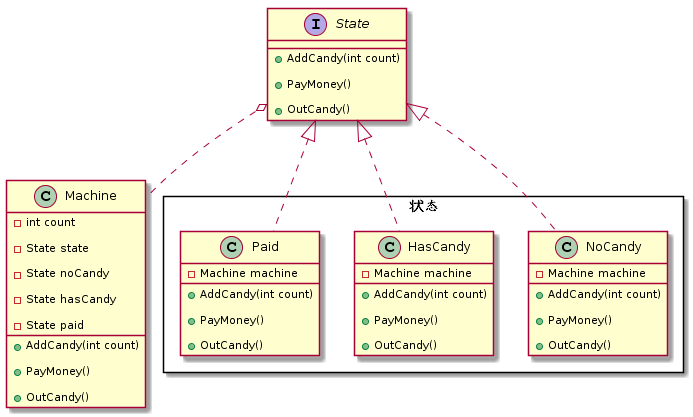 I State
AddCandy(int count)
PayMoney()
OutCandy()
C Machine
int count
State state
State noCandy
State hasCandy
State paid
AddCandy(int count)
PayMoney()
OutCandy()
状态
C Paid
Machine machine
AddCandy(int count)
PayMoney()
OutCandy()
C HasCandy
Machine machine
AddCandy(int count)
PayMoney()
OutCandy()
C NoCandy
Machine machine
AddCandy(int count)
PayMoney()
OutCandy()